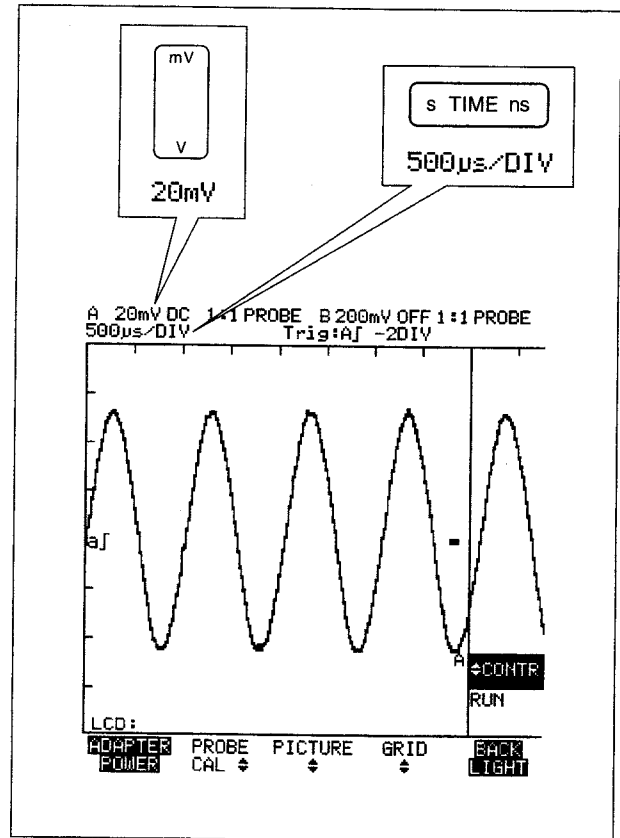 mV
V
20mV
s TIME ns
500µs/DIV
A 20mV DC 1:1 PROBE B 200mV OFF 1:1 PROBE
500µs/DIV Trig:A∫ -2DIV
a∫
A
CONTR
RUN
LCD:
ADAPTER POWER
PROBE CAL
PICTURE
GRID
BACK LIGHT